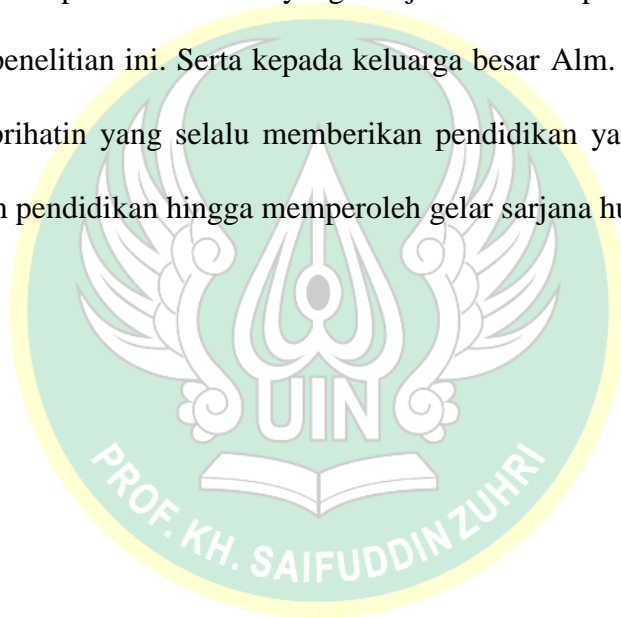 penelitian ini. Serta kepada keluarga besar Alm.
prihatin yang selalu memberikan pendidikan ya
n pendidikan hingga memperoleh gelar sarjana hu
UIN
PROF. KH. SAIFUDDIN ZUHRI